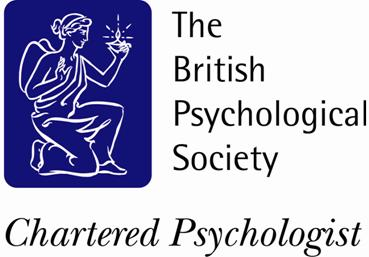 The
British
Psychological
Society
Chartered Psychologist